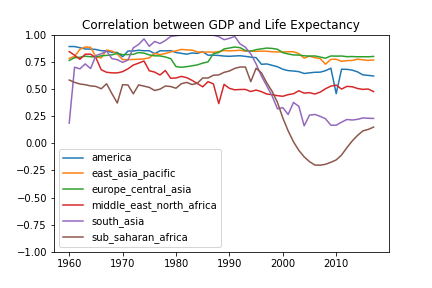 Correlation between GDP and Life Expectancy
1.00
0.75
0.50
0.25
0.00
−0.25
−0.50
−0.75
−1.00
america
east_asia_pacific
europe_central_asia
middle_east_north_africa
south_asia
sub_saharan_africa
1960 1970 1980 1990 2000 2010